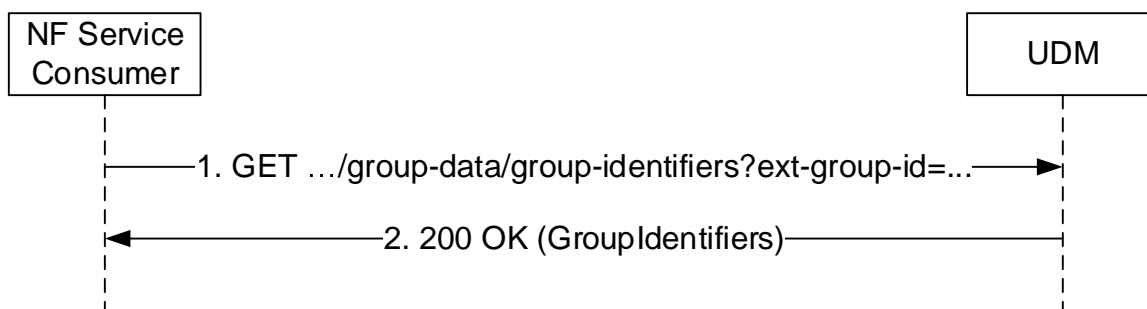 NF Service
Consumer
UDM
1. GET …/group-data/group-identifiers?ext-group-id=...
2. 200 OK (GroupIdentifiers)